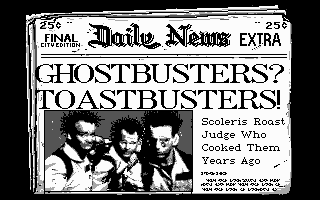 25¢ 25¢
FINAL
CITY EDITION
Daily News
EXTRA
GHOSTBUSTERS?
TOASTBUSTERS!
Scoleris Roast
Judge Who
Cooked Them
Years Ago